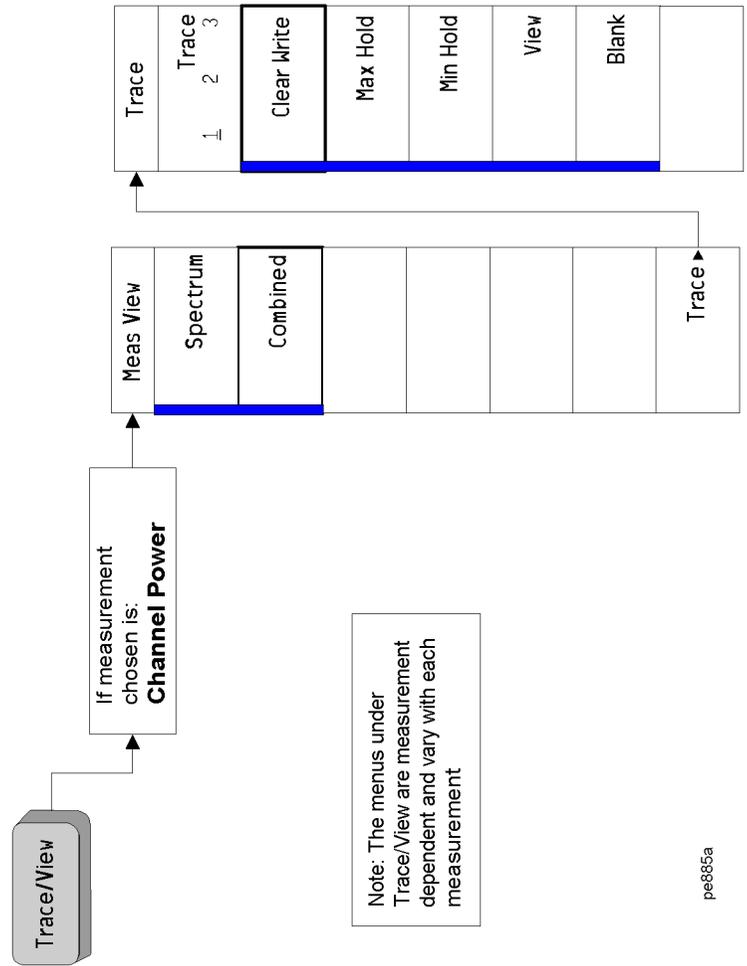 Trace/View
If measurement
chosen is:
Channel Power
Meas View
Spectrum
Combined
Trace
Trace
Trace
1 2 3
Clear Write
Max Hold
Min Hold
View
Blank
Note: The menus under
Trace/View are measurement
dependent and vary with each
measurement
pe885a